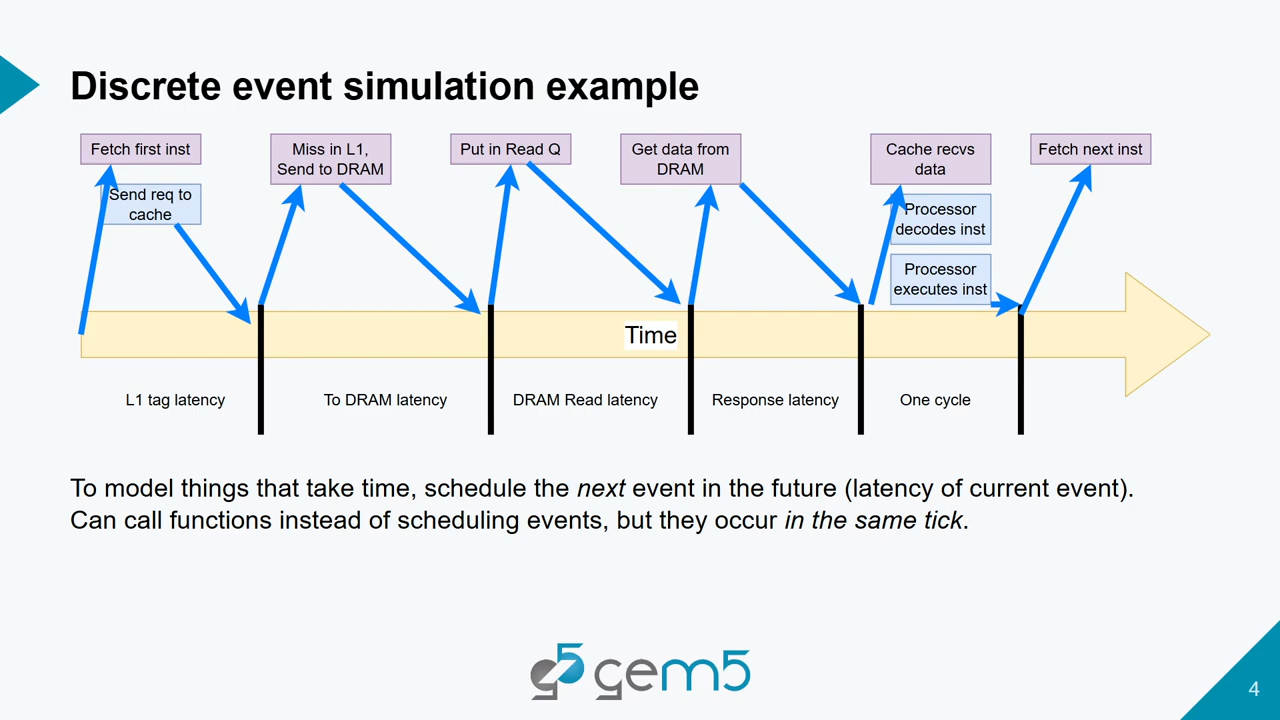 Discrete event simulation example
Fetch first inst
Send req to
cache
Miss in L1,
Send to DRAM
Put in Read Q
Get data from
DRAM
Cache recvs
data
Processor
decodes inst
Processor
executes inst
Fetch next inst
Time
L1 tag latency
To DRAM latency
DRAM Read latency
Response latency
One cycle
To model things that take time, schedule the next event in the future (latency of current event).
Can call functions instead of scheduling events, but they occur in the same tick.
g5 gem5
4